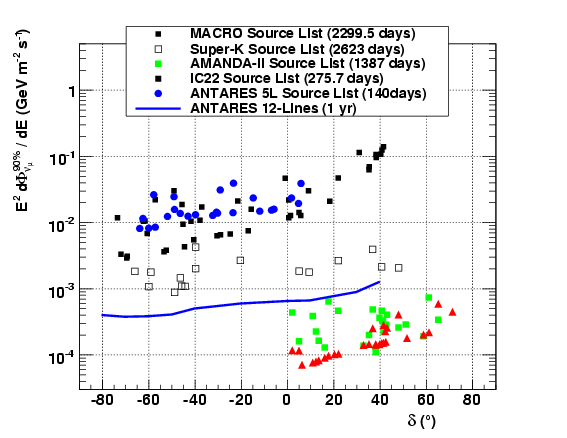 MACRO Source List (2299.5 days)
Super-K Source List (2623 days)
AMANDA-II Source List (1387 days)
IC22 Source List (275.7 days)
ANTARES 5L Source List (140days)
ANTARES 12-Lines (1 yr)
E² dΦνμ^90% / dE (GeV m⁻² s⁻¹)
1
10⁻¹
10⁻²
10⁻³
10⁻⁴
-80 -60 -40 -20 0 20 40 60 80
δ (°)